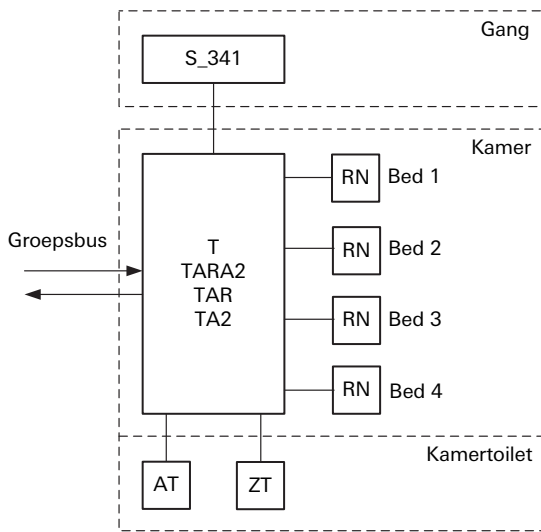 Gang
S_341
Kamer
RN Bed 1
Groepsbus
RN Bed 2
T
TARA2
TAR
TA2
RN Bed 3
RN Bed 4
Kamertoilet
AT ZT